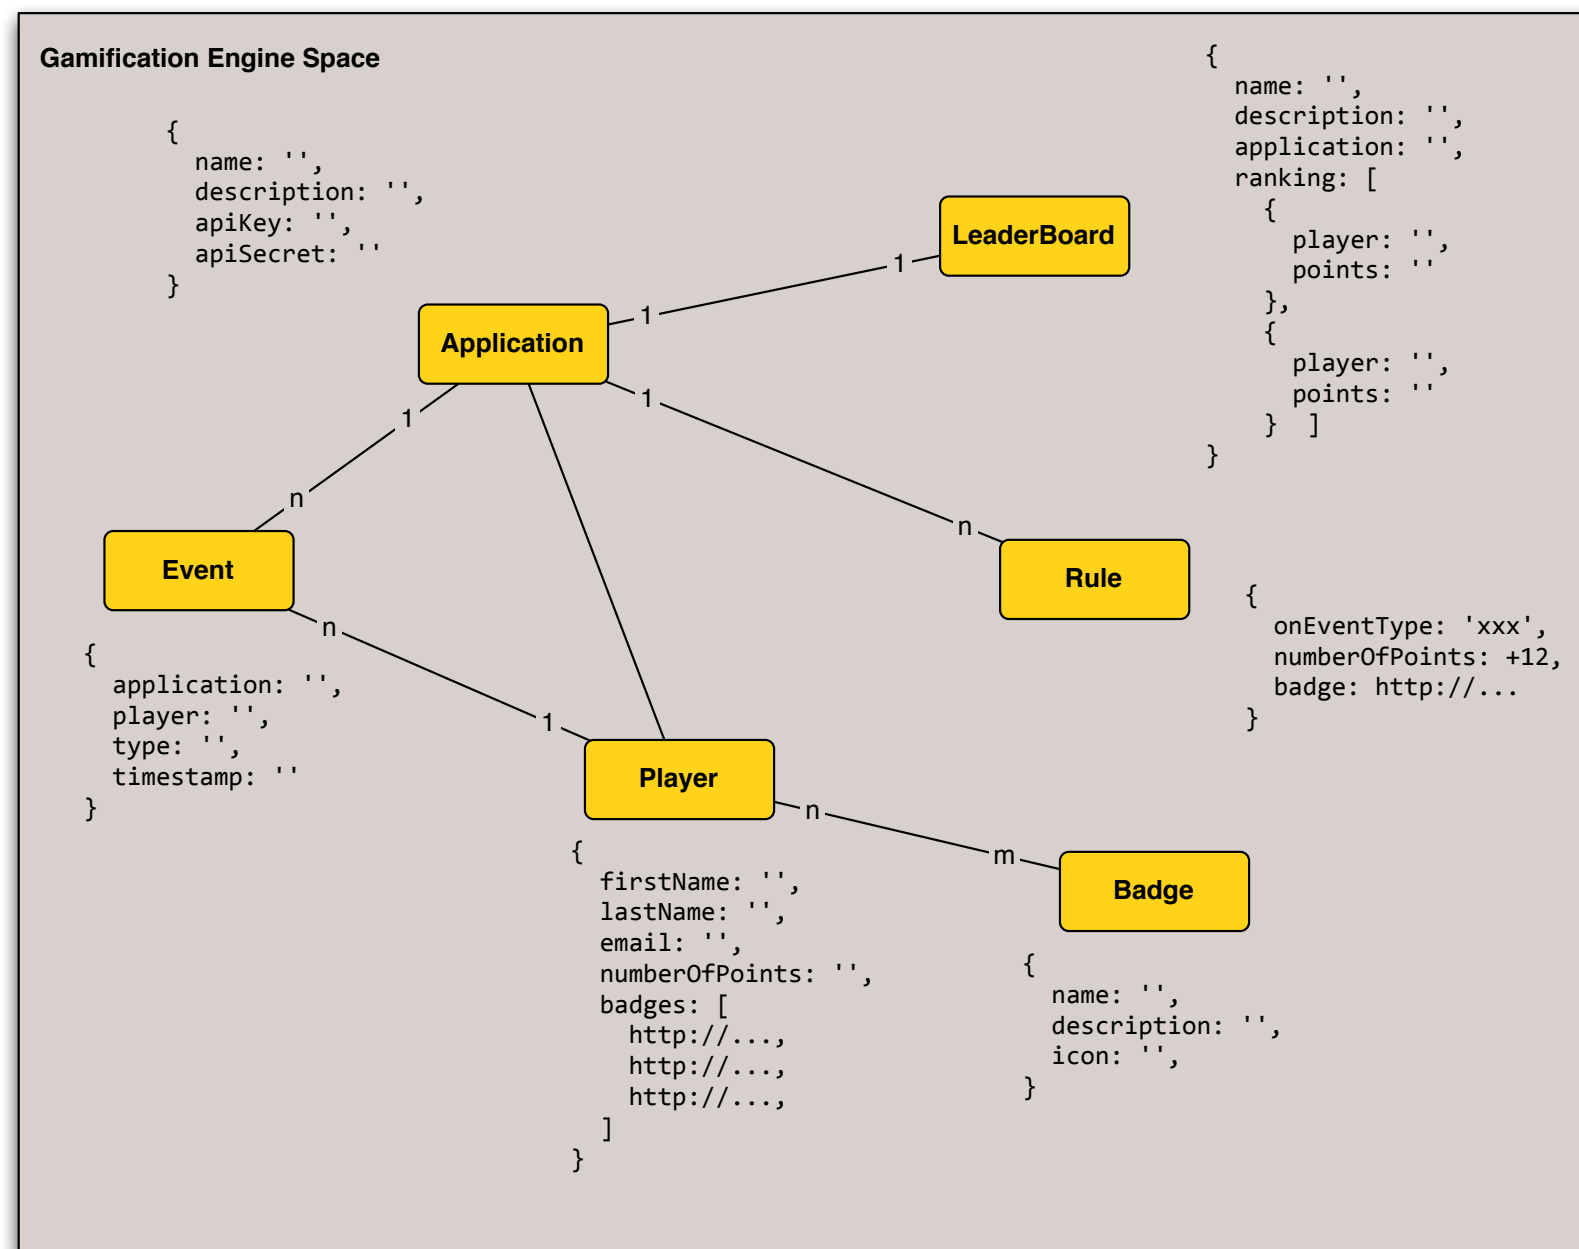 Gamification Engine Space
{
  name: '',
  description: '',
  apiKey: '',
  apiSecret: ''
}
{
  name: '',
  description: '',
  application: '',
  ranking: [
    {
      player: '',
      points: ''
    },
    {
      player: '',
      points: ''
    }  ]
}
LeaderBoard
1
1
Application
1
1
n
n
Event
Rule
{
  onEventType: 'xxx',
  numberOfPoints: +12,
  badge: http://...
}
n
{
  application: '',
  player: '',
  type: '',
  timestamp: ''
}
1
Player
n
m
Badge
{
  firstName: '',
  lastName: '',
  email: '',
  numberOfPoints: '',
  badges: [
    http://...,
    http://...,
    http://...,
  ]
}
{
  name: '',
  description: '',
  icon: '',
}